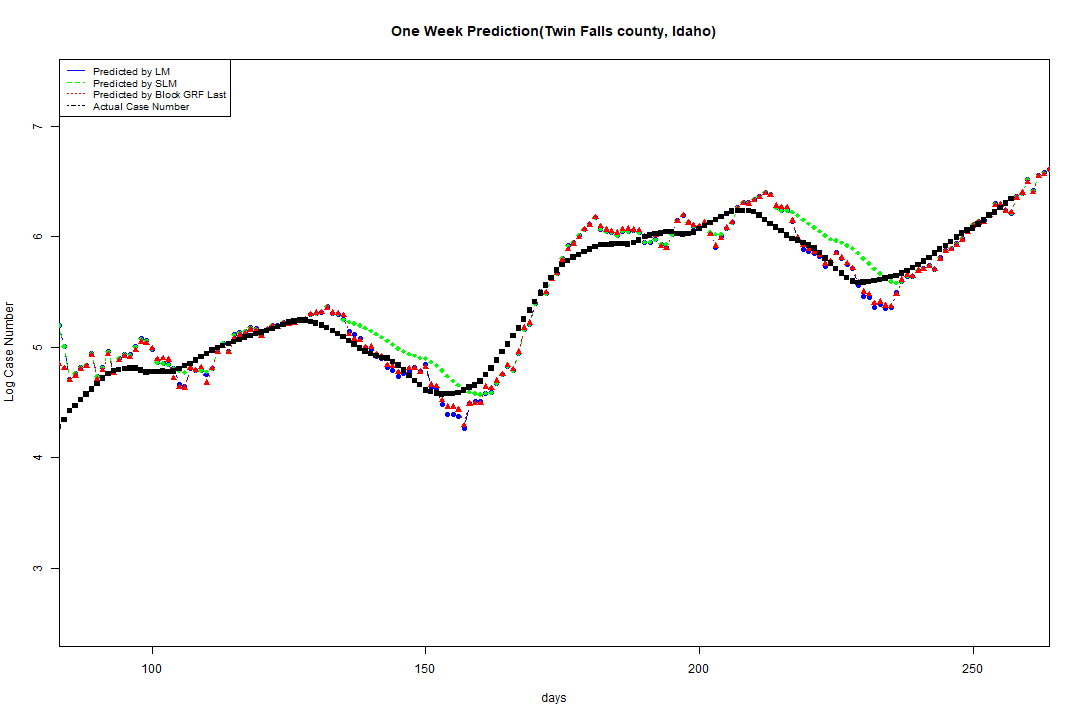 One Week Prediction(Twin Falls county, Idaho)
Predicted by LM
Predicted by SLM
Predicted by Block GRF Last
Actual Case Number
Log Case Number
7
6
5
4
3
100 150 200 250
days